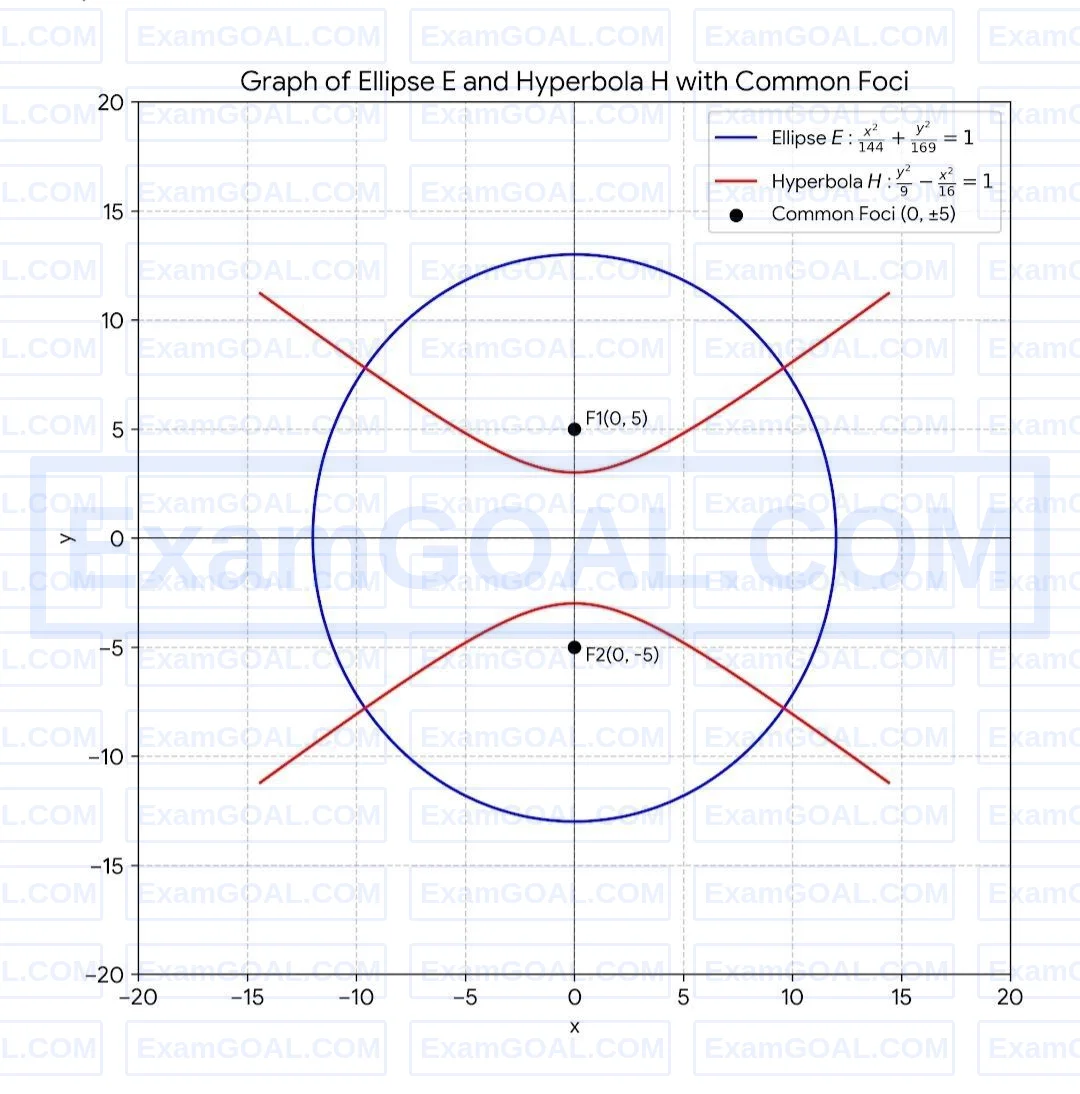 Graph of Ellipse E and Hyperbola H with Common Foci
Ellipse E : x²/144 + y²/169 = 1
Hyperbola H : y²/9 − x²/16 = 1
Common Foci (0, ±5)
20
15
10
5
0
−5
−10
−15
−20
y
F1(0, 5)
F2(0, -5)
−20 −15 −10 −5 0 5 10 15 20
x
ExamGOAL.COM